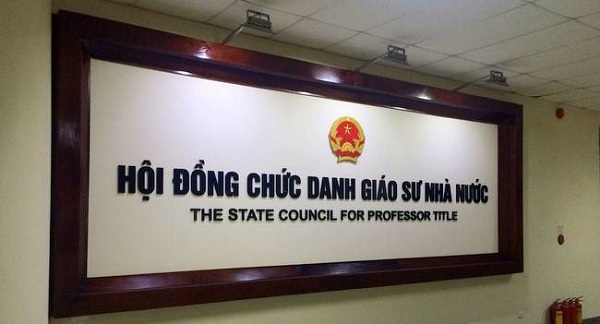 HỘI ĐỒNG CHỨC DANH GIÁO SƯ NHÀ NƯỚC
THE STATE COUNCIL FOR PROFESSOR TITLE